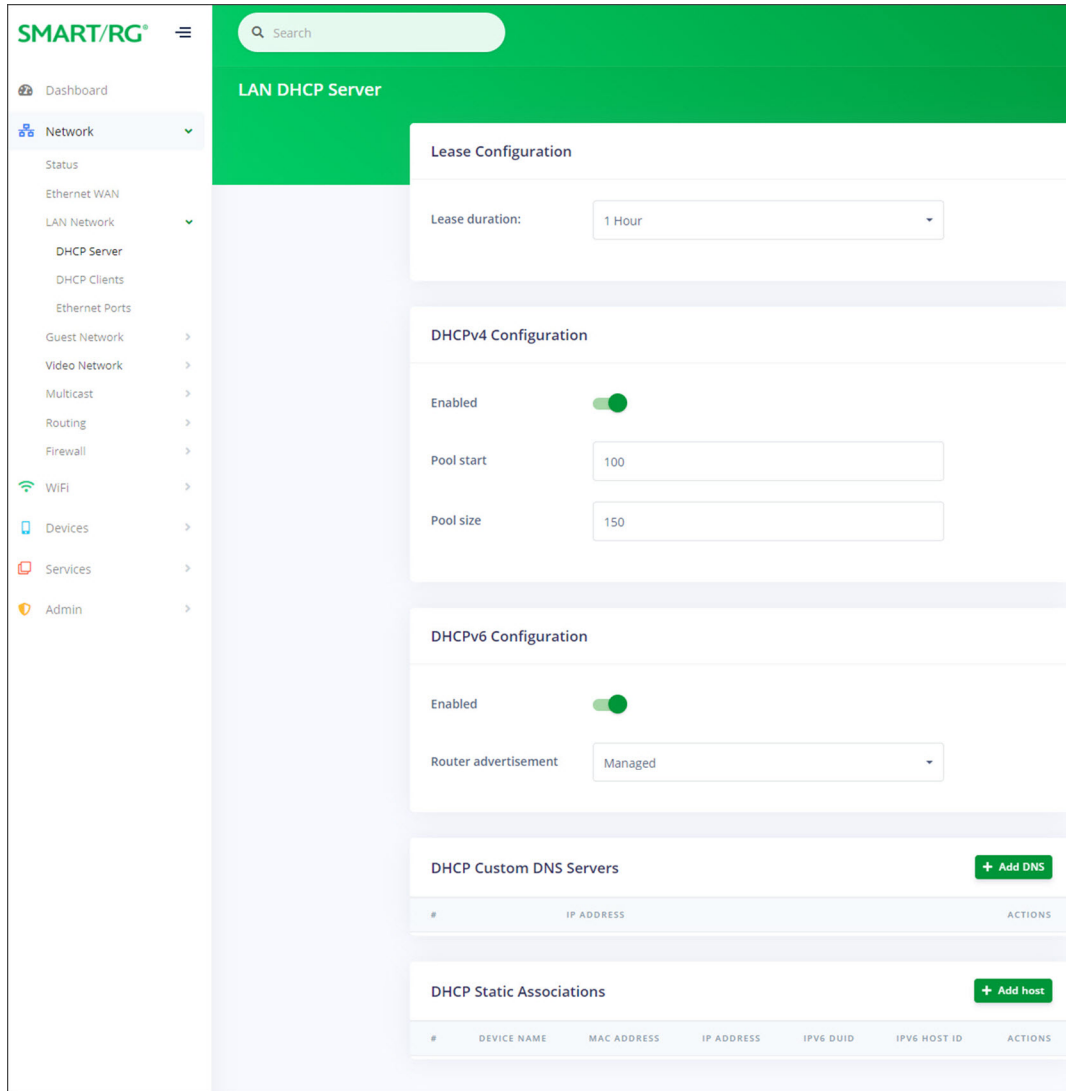 SMART/RG®
Search
Dashboard
Network
Status
Ethernet WAN
LAN Network
DHCP Server
DHCP Clients
Ethernet Ports
Guest Network
Video Network
Multicast
Routing
Firewall
WiFi
Devices
Services
Admin
LAN DHCP Server
Lease Configuration
Lease duration: 1 Hour
DHCPv4 Configuration
Enabled
Pool start 100
Pool size 150
DHCPv6 Configuration
Enabled
Router advertisement Managed
DHCP Custom DNS Servers + Add DNS
# IP ADDRESS ACTIONS
DHCP Static Associations + Add host
# DEVICE NAME MAC ADDRESS IP ADDRESS IPV6 DUID IPV6 HOST ID ACTIONS